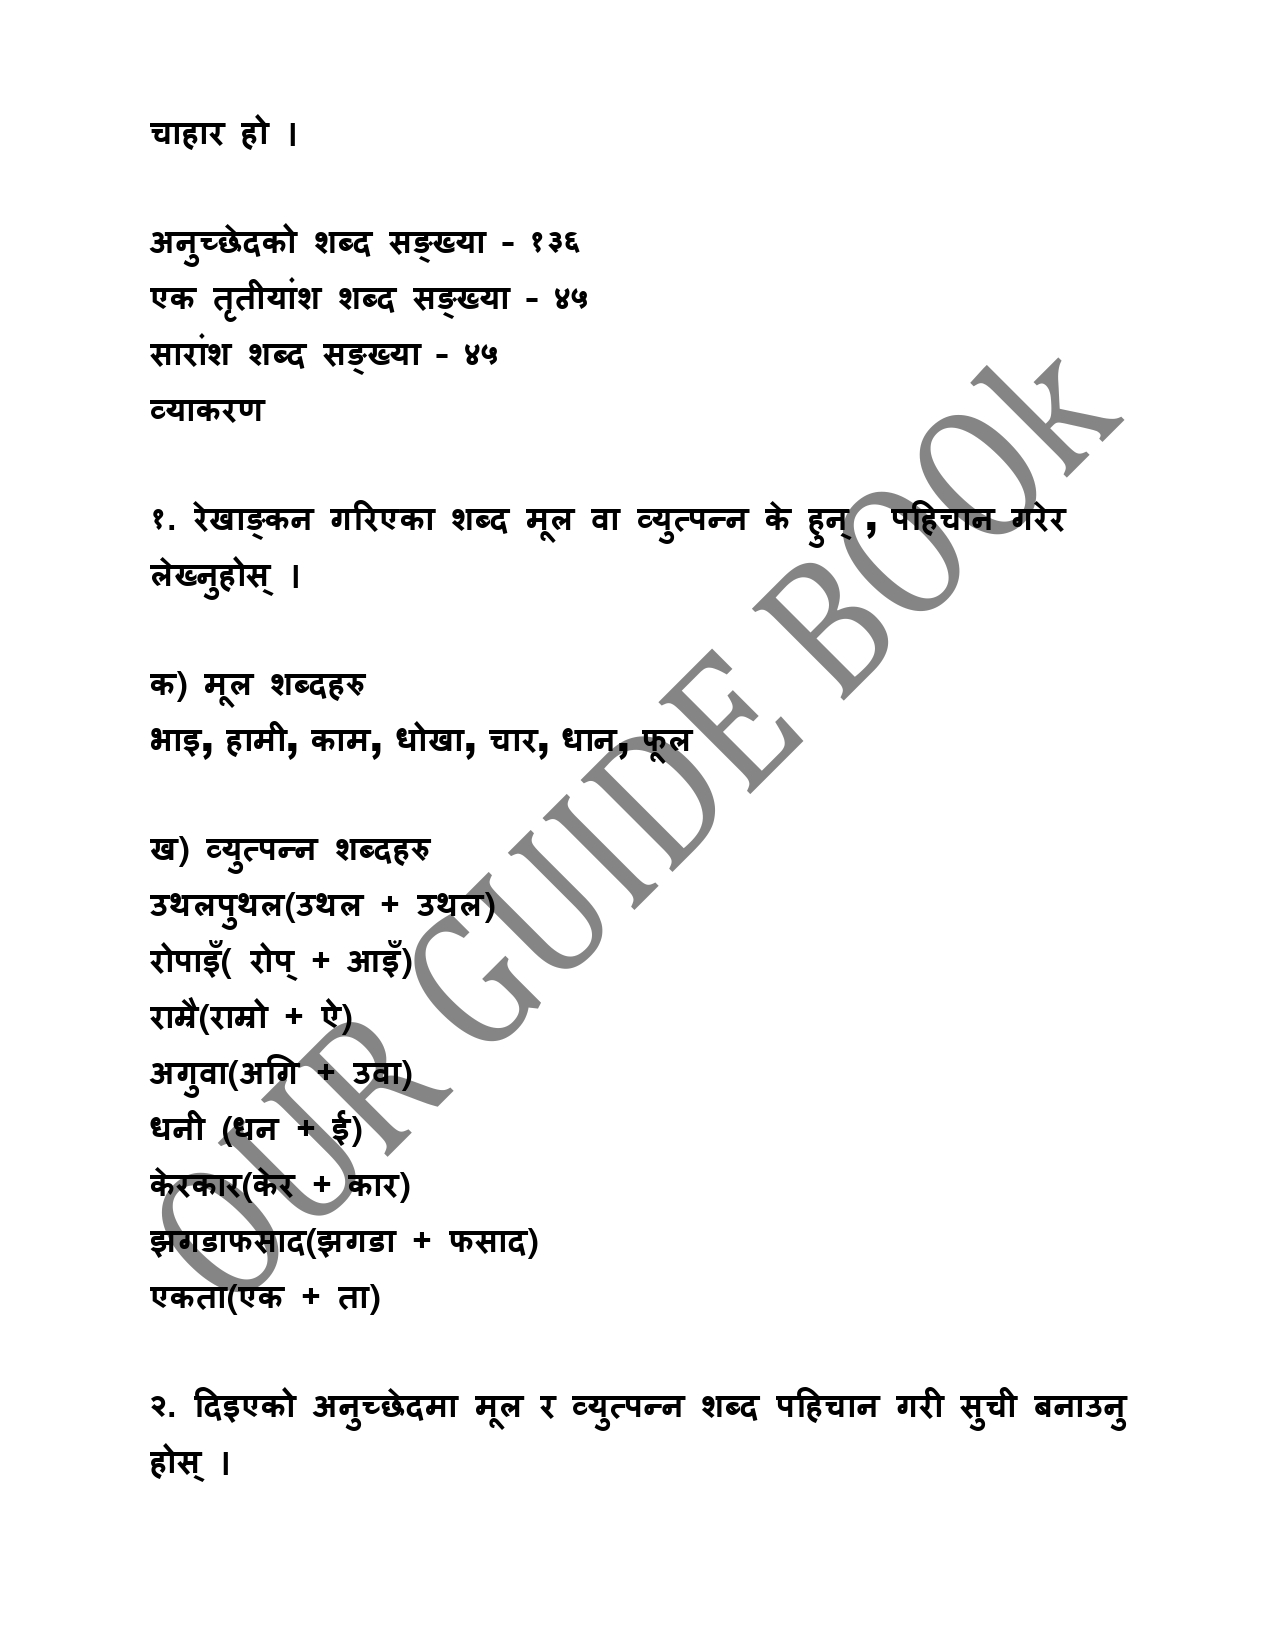 चाहार हो ।
अनुच्छेदको शब्द सङ्ख्या - १३६
एक तृतीयांश शब्द सङ्ख्या - ४५
सारांश शब्द सङ्ख्या - ४५
व्याकरण
१. रेखाङ्कन गरिएका शब्द मूल वा व्युत्पन्न के हुन् , पहिचान गरेर
लेख्नुहोस् ।
क) मूल शब्दहरु
भाइ, हामी, काम, धोखा, चार, धान, फूल
ख) व्युत्पन्न शब्दहरु
उथलपुथल(उथल + उथल)
रोपाइँ( रोप् + आइँ)
राम्रै(राम्रो + ऐ)
अगुवा(अगि + उवा)
धनी (धन + ई)
केरकार(केर + कार)
झगडाफसाद(झगडा + फसाद)
एकता(एक + ता)
२. दिइएको अनुच्छेदमा मूल र व्युत्पन्न शब्द पहिचान गरी सुची बनाउनु
होस् ।
OUR GUIDE BOOk